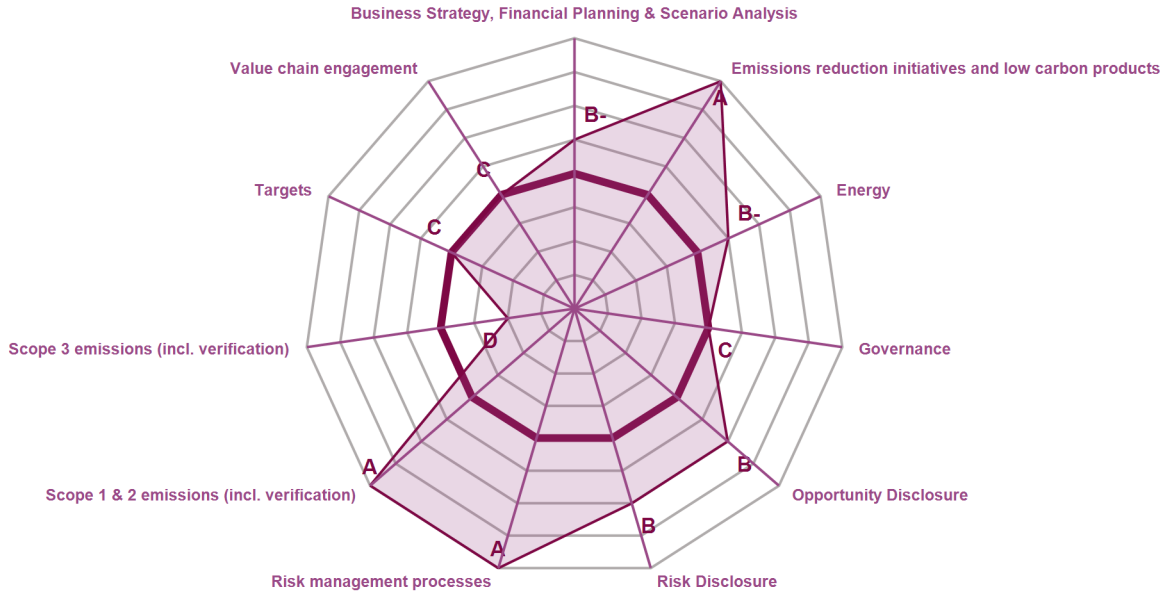 Business Strategy, Financial Planning & Scenario Analysis
Value chain engagement
Emissions reduction initiatives and low carbon products
A
B-
C
Targets
Energy
B-
C
Scope 3 emissions (incl. verification)
D
Governance
C
A
B
Scope 1 & 2 emissions (incl. verification)
Opportunity Disclosure
A
B
Risk management processes
Risk Disclosure